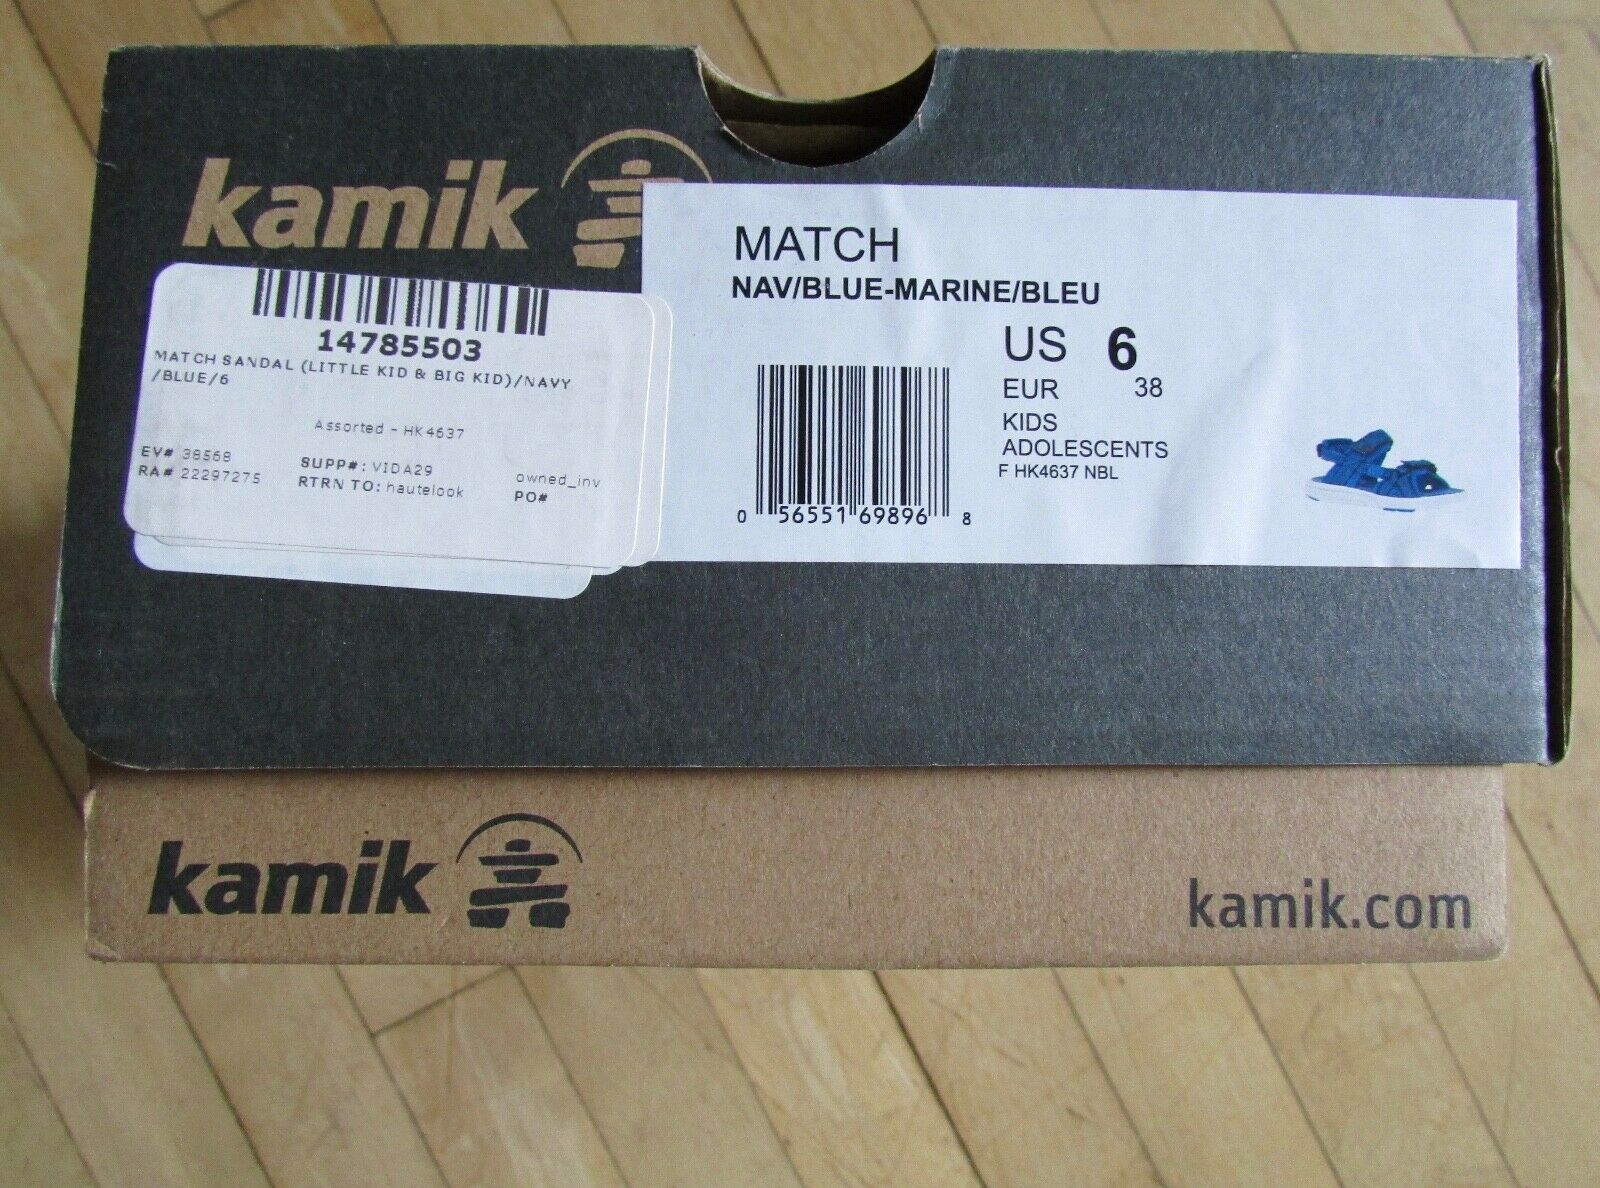 kamik
MATCH
NAV/BLUE-MARINE/BLEU
US 6
EUR 38
KIDS
ADOLESCENTS
F HK4637 NBL
0 56551 69896 8
14785503
MATCH SANDAL (LITTLE KID & BIG KID)/NAVY
/BLUE/6
Assorted - HK4637
EV# 38568
RA# 22297275
SUPP#: VIDA29
RTRN TO: hautelook
owned_inv
PO#
kamik
kamik.com